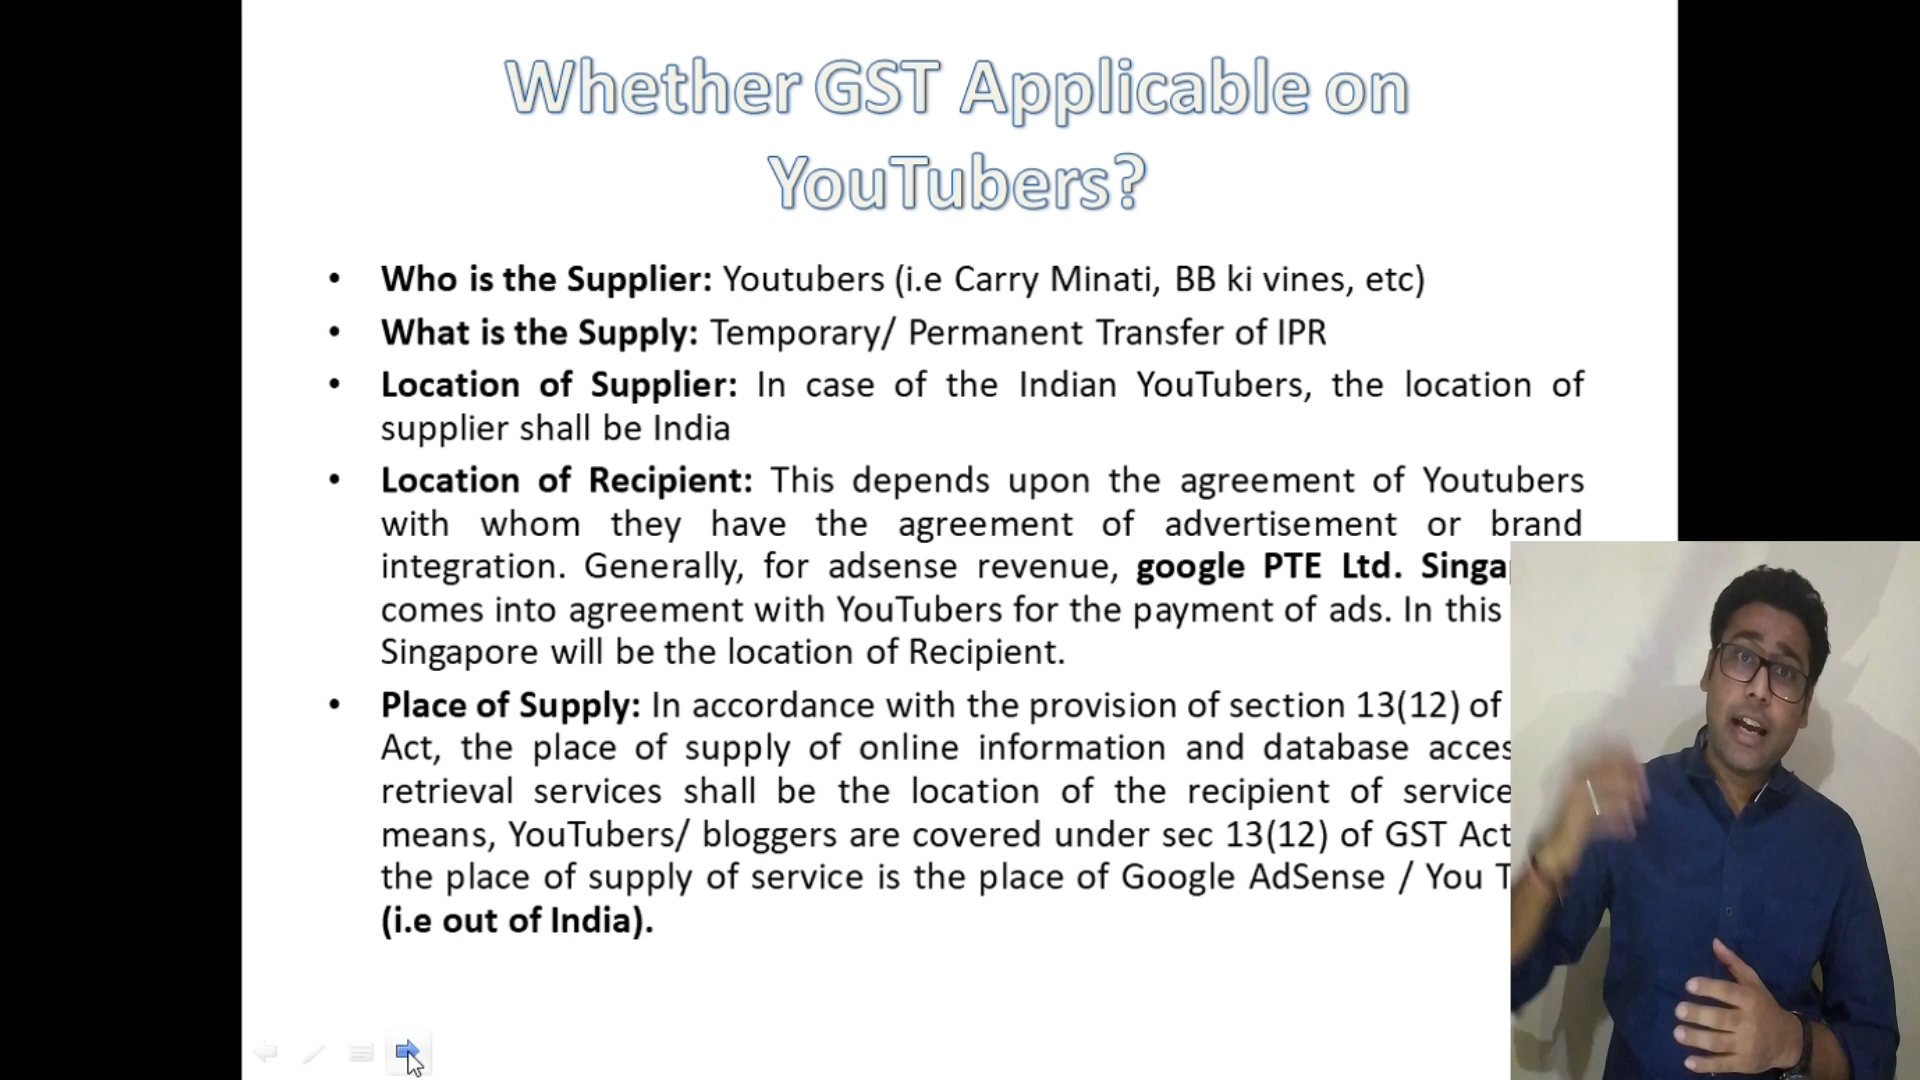 Whether GST Applicable on
YouTubers?
• Who is the Supplier: Youtubers (i.e Carry Minati, BB ki vines, etc)
• What is the Supply: Temporary/ Permanent Transfer of IPR
• Location of Supplier: In case of the Indian YouTubers, the location of
supplier shall be India
• Location of Recipient: This depends upon the agreement of Youtubers
with whom they have the agreement of advertisement or brand
integration. Generally, for adsense revenue, google PTE Ltd.
comes into agreement with YouTubers for the payment of ads. In this
Singapore will be the location of Recipient.
• Place of Supply: In accordance with the provision of section 13(12) of
Act, the place of supply of online information and database
retrieval services shall be the location of the recipient of
means, YouTubers/ bloggers are covered under sec 13(12) of GST Act
the place of supply of service is the place of Google AdSense / You
(i.e out of India).